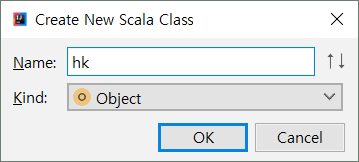 Create New Scala Class
Name: hk
Kind: Object
OK Cancel